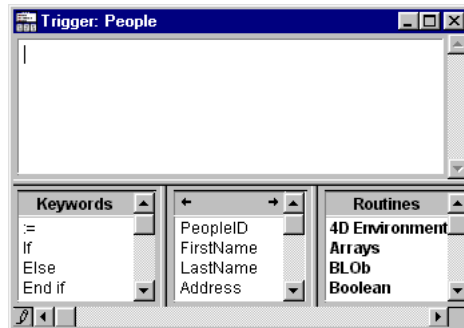 Trigger: People
Keywords
:=
If
Else
End if
← →
PeopleID
FirstName
LastName
Address
Routines
4D Environment
Arrays
BLOb
Boolean